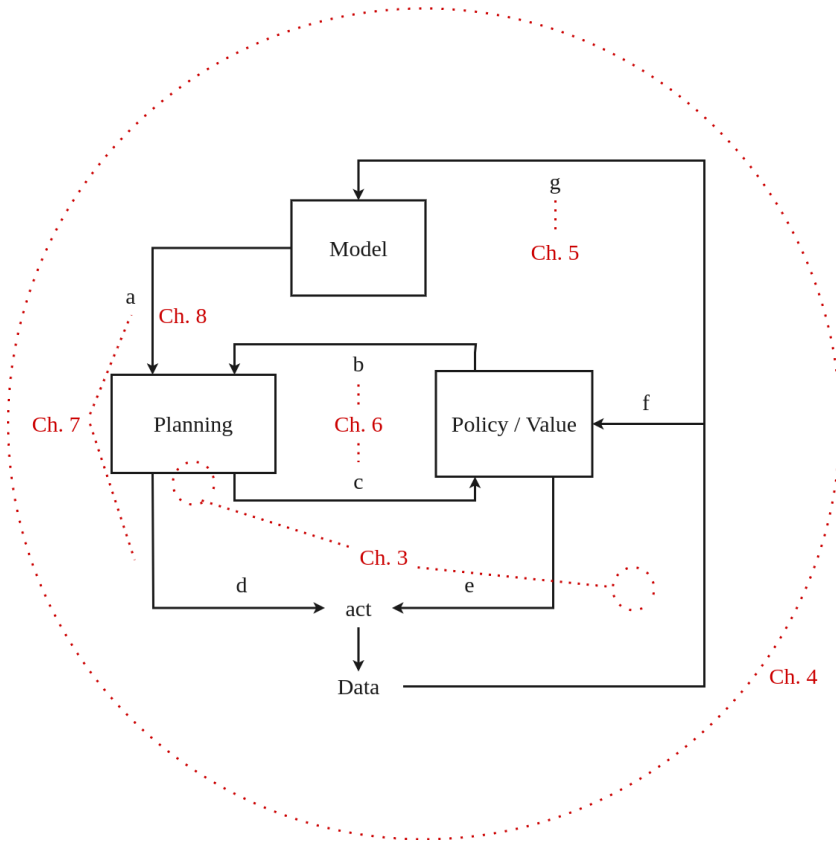 g
Model
Ch. 5
a
Ch. 8
b
f
Ch. 7
Planning
Ch. 6
Policy / Value
c
Ch. 3
d
e
act
Ch. 4
Data